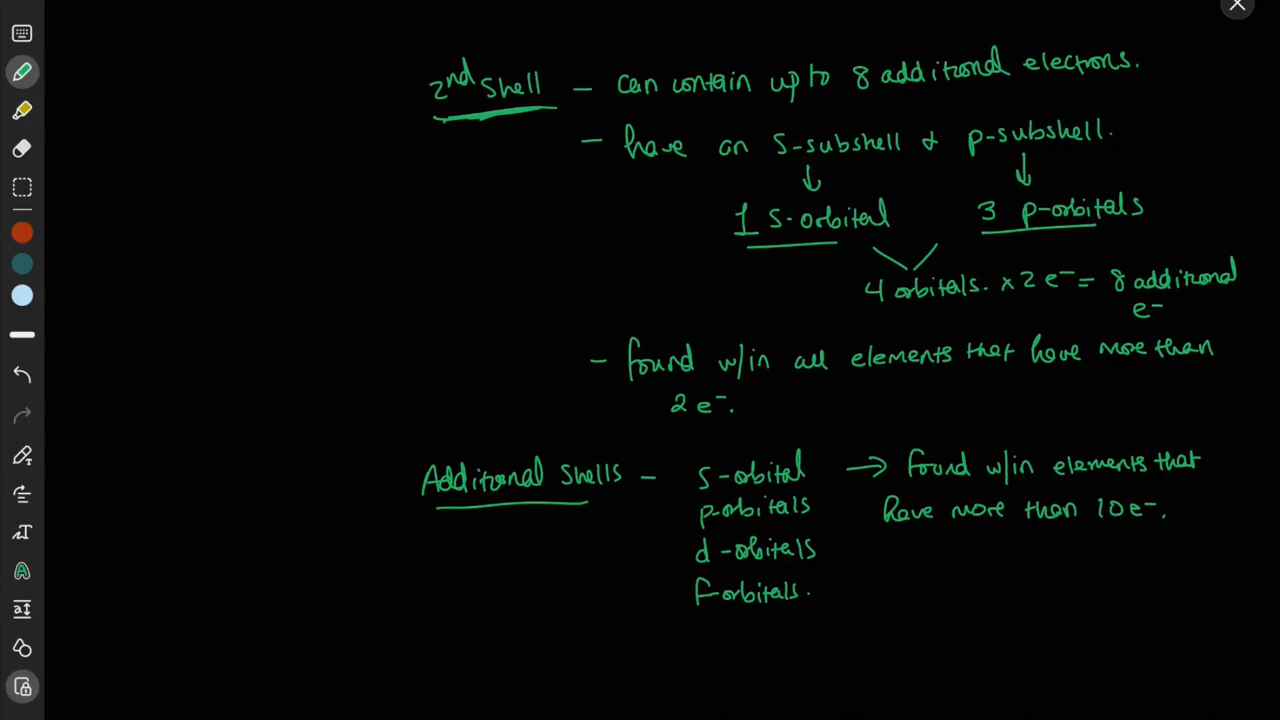 2nd Shell – can contain up to 8 additional electrons.
– have an S-subshell & p-subshell.
↓ ↓
1 S-orbital 3 p-orbitals
4 orbitals. x 2 e⁻ = 8 additional
e⁻
– found w/in all elements that have more than
2 e⁻.
Additional Shells – s-orbital → found w/in elements that
p-orbitals have more than 10 e⁻.
d-orbitals
f-orbitals.